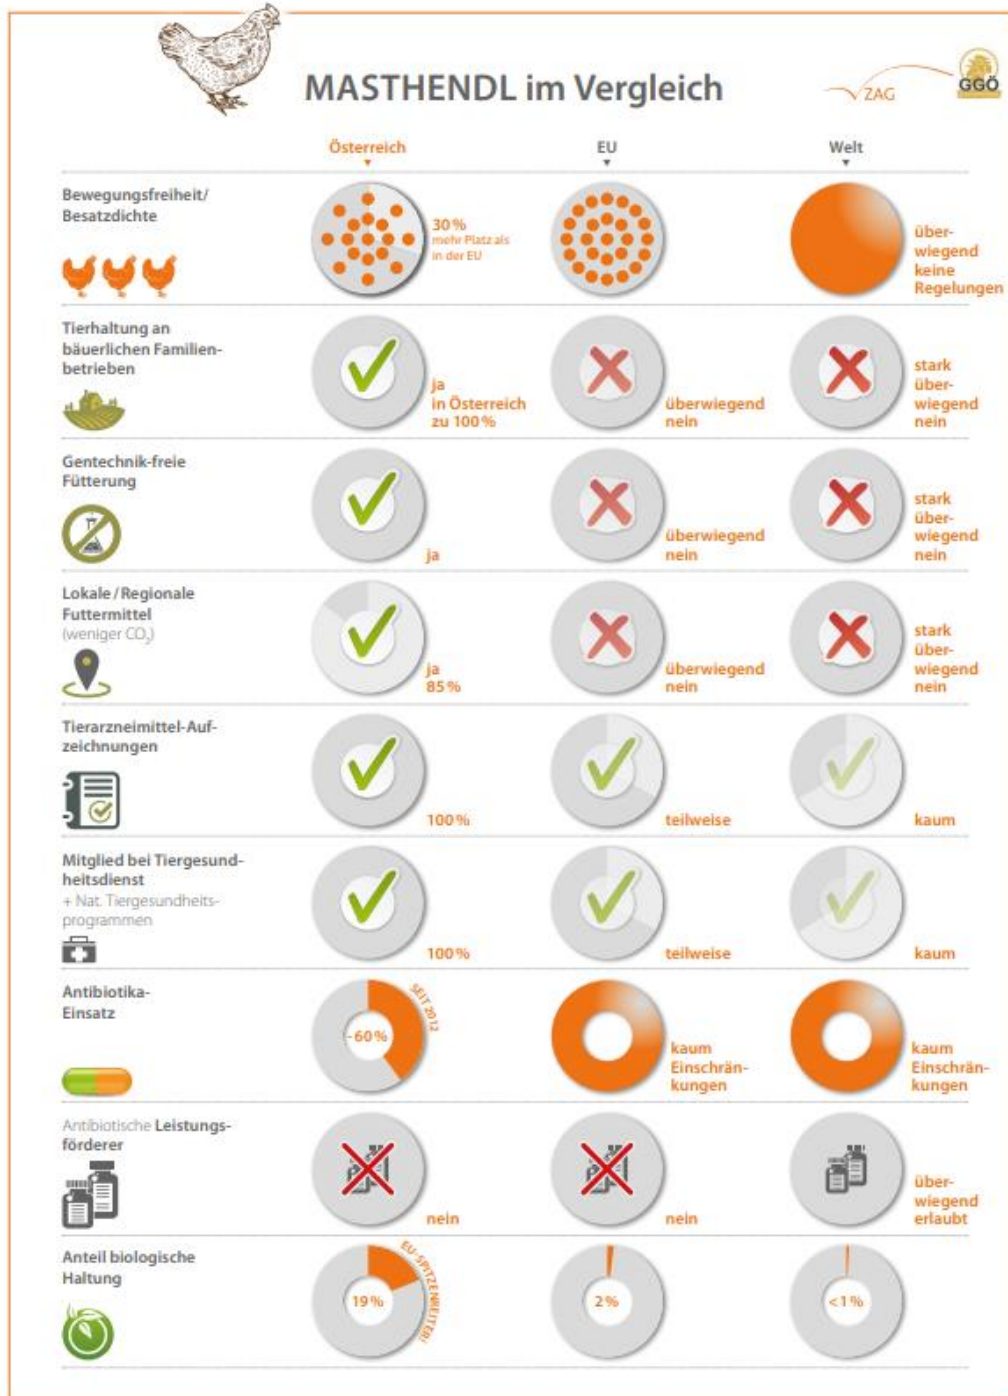 MASTHENDL im Vergleich
ZAG
GGÖ
Österreich
EU
Welt
Bewegungsfreiheit/
Besatzdichte
30 %
mehr Platz als
in der EU
über-
wiegend
keine
Regelungen
Tierhaltung an
bäuerlichen Familien-
betrieben
ja
in Österreich
zu 100 %
überwiegend
nein
stark
über-
wiegend
nein
Gentechnik-freie
Fütterung
ja
überwiegend
nein
stark
über-
wiegend
nein
Lokale / Regionale
Futtermittel
(weniger CO₂)
ja
85 %
überwiegend
nein
stark
über-
wiegend
nein
Tierarzneimittel-Auf-
zeichnungen
100 %
teilweise
kaum
Mitglied bei Tiergesund-
heitsdienst
+ Nat. Tiergesundheits-
programmen
100 %
teilweise
kaum
Antibiotika-
Einsatz
-60 %
SEIT 2012
kaum
Einschrän-
kungen
kaum
Einschrän-
kungen
Antibiotische Leistungs-
förderer
nein
nein
über-
wiegend
erlaubt
Anteil biologische
Haltung
19 %
EU-SPITZENREITER!
2 %
<1 %